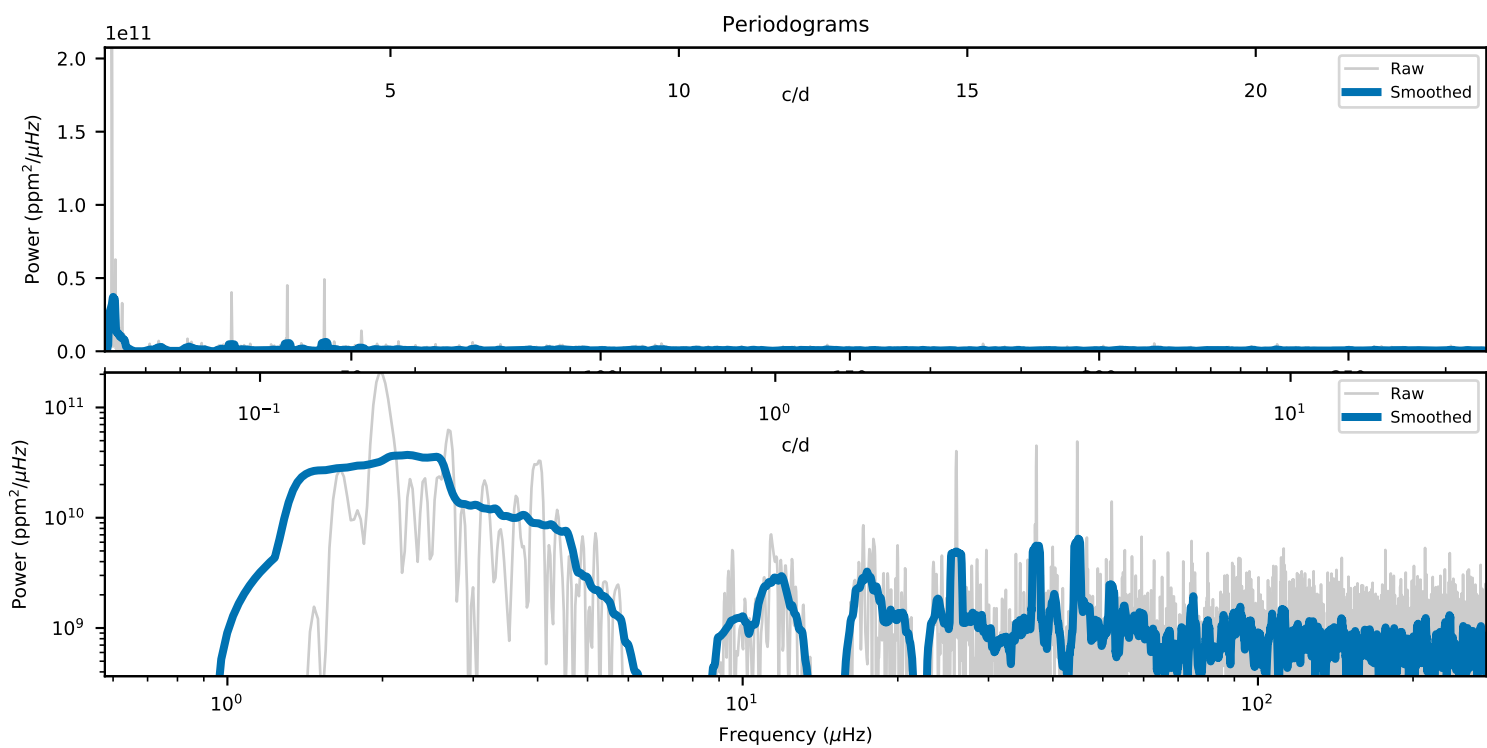 Periodograms
1e11
2.0
1.5
1.0
0.5
0.0
Power (ppm²/μHz)
5 10 15 20
c/d
Raw
Smoothed
10¹¹
10¹⁰
10⁹
Power (ppm²/μHz)
10⁻¹ 10⁰ 10¹
c/d
Raw
Smoothed
10⁰ 10¹ 10²
Frequency (μHz)